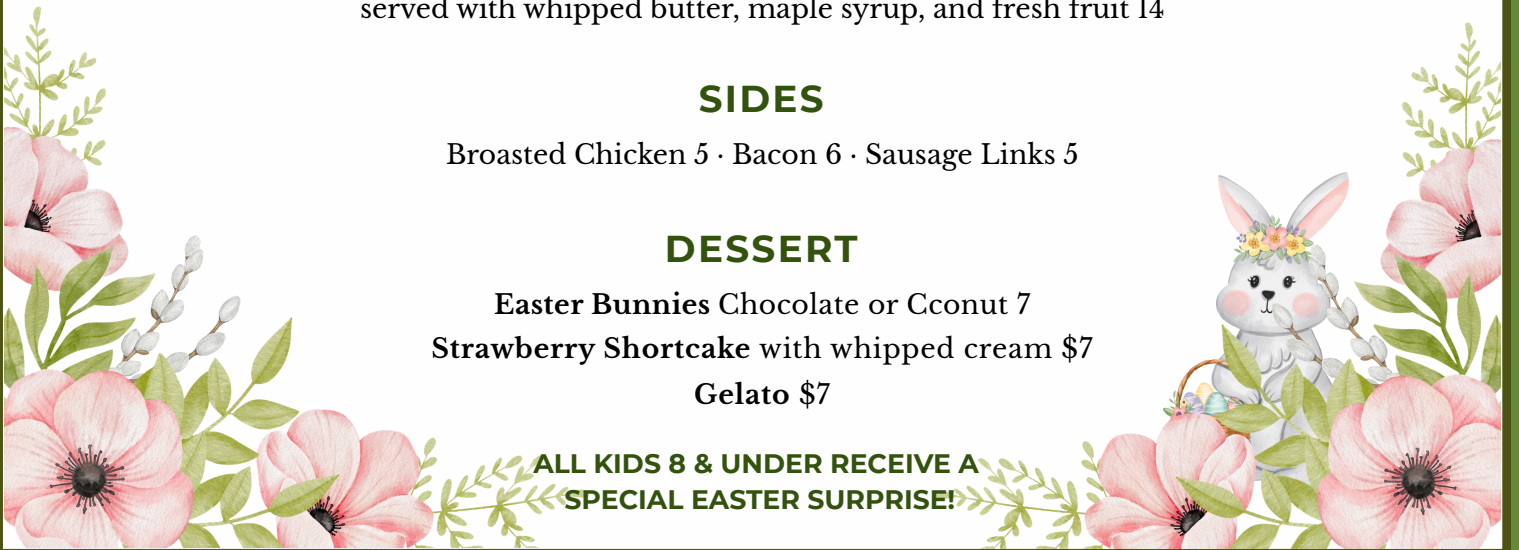 served with whipped butter, maple syrup, and fresh fruit 14
SIDES
Broasted Chicken 5 · Bacon 6 · Sausage Links 5
DESSERT
Easter Bunnies Chocolate or Cconut 7
Strawberry Shortcake with whipped cream $7
Gelato $7
ALL KIDS 8 & UNDER RECEIVE A
SPECIAL EASTER SURPRISE!